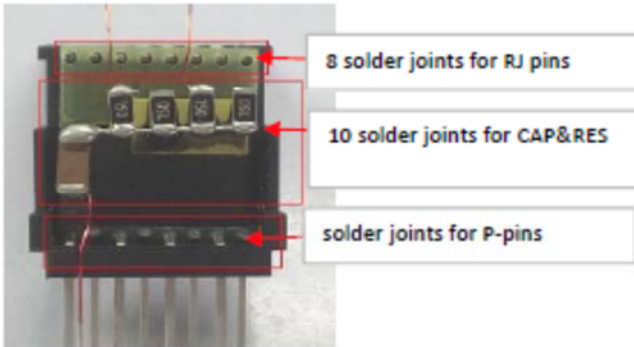 8 solder joints for RJ pins
10 solder joints for CAP&RES
solder joints for P-pins